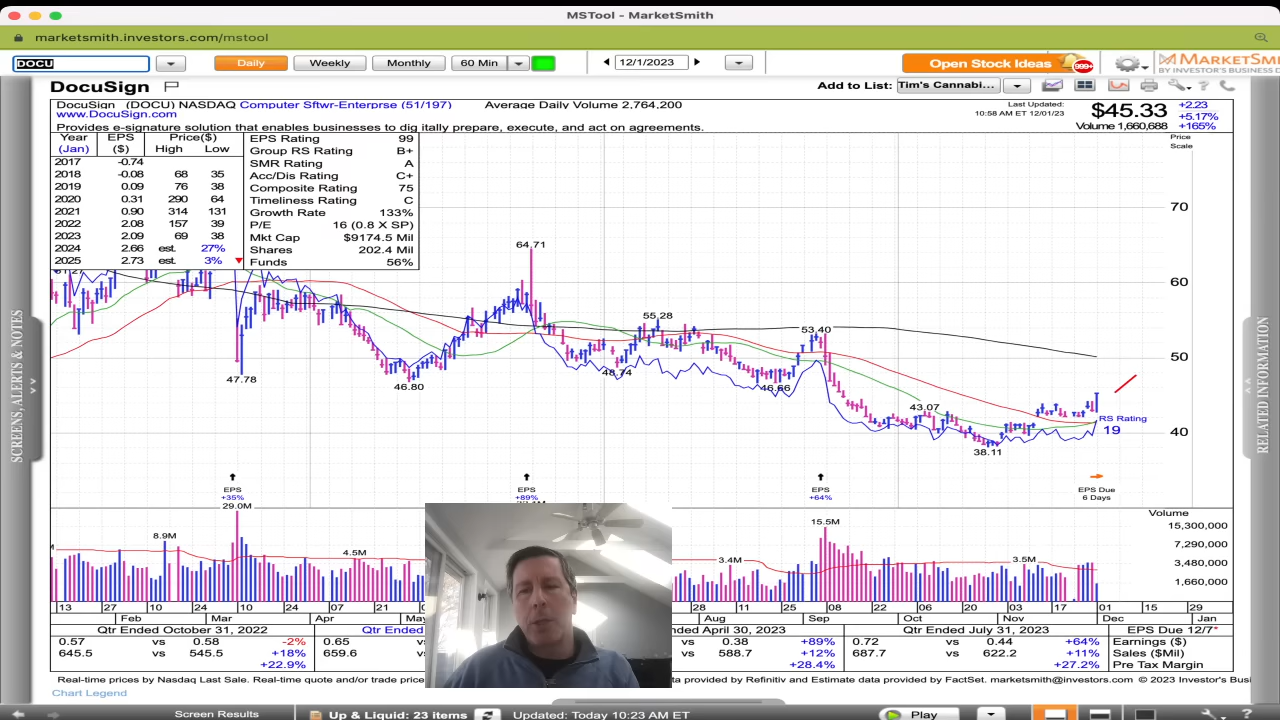 MSTool - MarketSmith
marketsmith.investors.com/mstool
DOCU
Daily
Weekly
Monthly
60 Min
12/1/2023
Open Stock Ideas
999+
MARKETSMI
BY INVESTOR'S BUSINESS D
DocuSign
Add to List: Tim's Cannabi...
DocuSign (DOCU) NASDAQ Computer Sftwr-Enterprse (51/197) Average Daily Volume 2,764,200
www.DocuSign.com
Provides e-signature solution that enables businesses to dig itally prepare, execute, and act on agreements.
Last Updated:
10:58 AM ET 12/01/23
$45.33
Volume 1,660,688
+2.23
+5.17%
+165%
Price
Scale
Year EPS Price($)
(Jan) ($) High Low
2017 -0.74
2018 -0.08 68 35
2019 0.09 76 38
2020 0.31 290 64
2021 0.90 314 131
2022 2.08 157 39
2023 2.09 69 38
2024 2.66 est. 27%
2025 2.73 est. 3%
EPS Rating 99
Group RS Rating B+
SMR Rating A
Acc/Dis Rating C+
Composite Rating 75
Timeliness Rating C
Growth Rate 133%
P/E 16 (0.8 X SP)
Mkt Cap $9174.5 Mil
Shares 202.4 Mil
Funds 56%
70
60
50
40
64.71
55.28
53.40
47.78
46.80
48.74
46.66
43.07
38.11
RS Rating
19
EPS
+35%
EPS
+89%
EPS
+64%
EPS Due
6 Days
29.0M
8.9M
4.5M
3.4M
15.5M
3.5M
Volume
15,300,000
7,290,000
3,480,000
1,660,000
13 27 10 24 10 24 07 21
28 11 25 08 22 06 20 03 17 01 15 29
Feb Mar Apr May
Aug Sep Oct Nov Dec Jan
Qtr Ended October 31, 2022
0.57 vs 0.58 -2%
645.5 vs 545.5 +18%
+22.9%
Qtr Ended
0.65
659.6
nded April 30, 2023
0.38 +89%
vs 588.7 +12%
+28.4%
Qtr Ended July 31, 2023
0.72 vs 0.44 +64%
687.7 vs 622.2 +11%
+27.2%
EPS Due 12/7*
Earnings ($)
Sales ($Mil)
Pre Tax Margin
Real-time prices by Nasdaq Last Sale. Real-time quote and/or trade price
ta provided by Refinitiv and Estimate data provided by FactSet. marketsmith@investors.com © 2023 Investor's Busi
Chart Legend
SCREENS, ALERTS & NOTES
RELATED INFORMATION
Screen Results
Up & Liquid: 23 items
Updated: Today 10:23 AM ET
Play